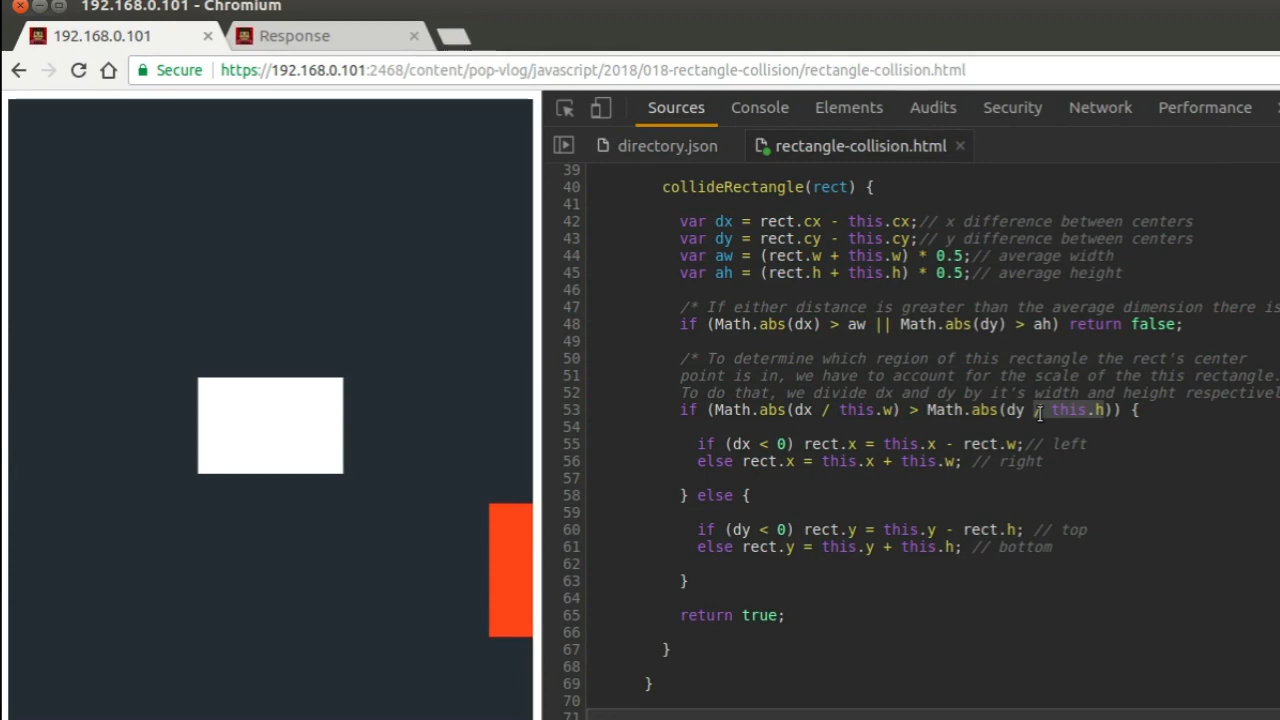 192.168.0.101 - Chromium
192.168.0.101
Response
Secure https://192.168.0.101:2468/content/pop-vlog/javascript/2018/018-rectangle-collision/rectangle-collision.html
Sources Console Elements Audits Security Network Performance
directory.json rectangle-collision.html
39
40 collideRectangle(rect) {
41
42 var dx = rect.cx - this.cx;// x difference between centers
43 var dy = rect.cy - this.cy;// y difference between centers
44 var aw = (rect.w + this.w) * 0.5;// average width
45 var ah = (rect.h + this.h) * 0.5;// average height
46
47 /* If either distance is greater than the average dimension there is
48 if (Math.abs(dx) > aw || Math.abs(dy) > ah) return false;
49
50 /* To determine which region of this rectangle the rect's center
51 point is in, we have to account for the scale of the this rectangle.
52 To do that, we divide dx and dy by it's width and height respectivel
53 if (Math.abs(dx / this.w) > Math.abs(dy / this.h)) {
54
55 if (dx < 0) rect.x = this.x - rect.w;// left
56 else rect.x = this.x + this.w; // right
57
58 } else {
59
60 if (dy < 0) rect.y = this.y - rect.h; // top
61 else rect.y = this.y + this.h; // bottom
62
63 }
64
65 return true;
66
67 }
68
69 }
70
71